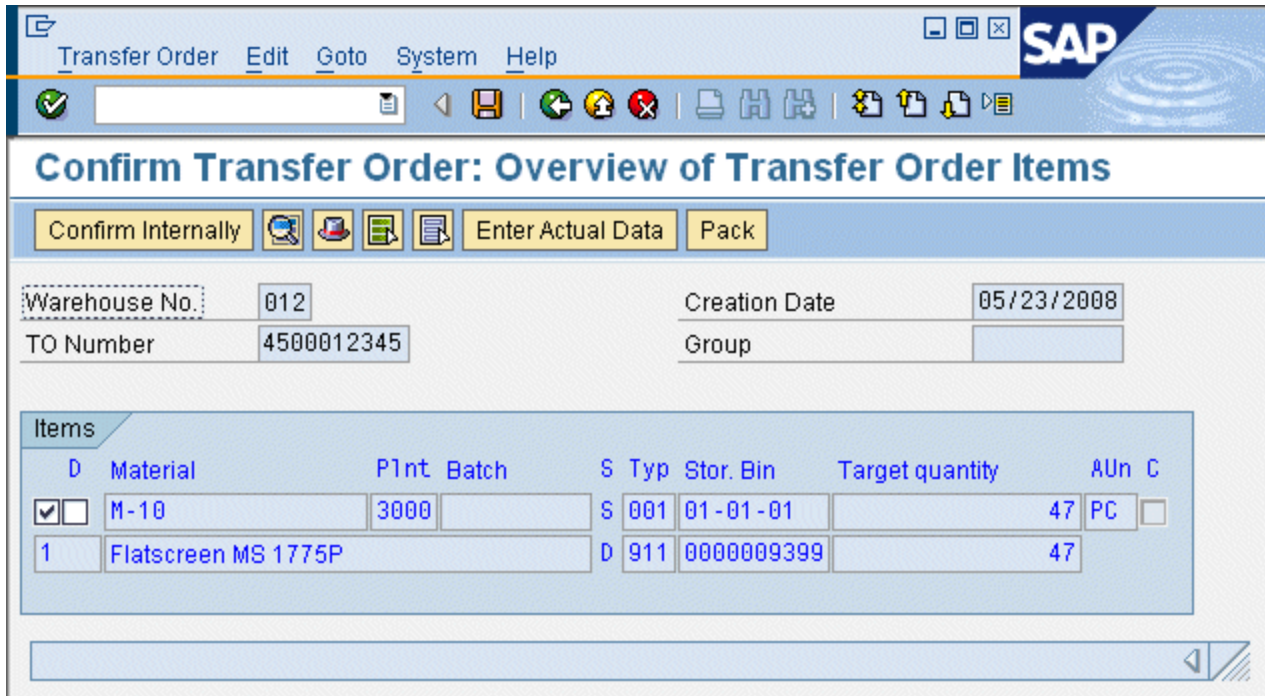 Transfer Order Edit Goto System Help
SAP
Confirm Transfer Order: Overview of Transfer Order Items
Confirm Internally Enter Actual Data Pack
Warehouse No. 012 Creation Date 05/23/2008
TO Number 4500012345 Group
Items
D Material Plnt Batch S Typ Stor. Bin Target quantity AUn C
M-10 3000 S 001 01-01-01 47 PC
1 Flatscreen MS 1775P D 911 0000009399 47